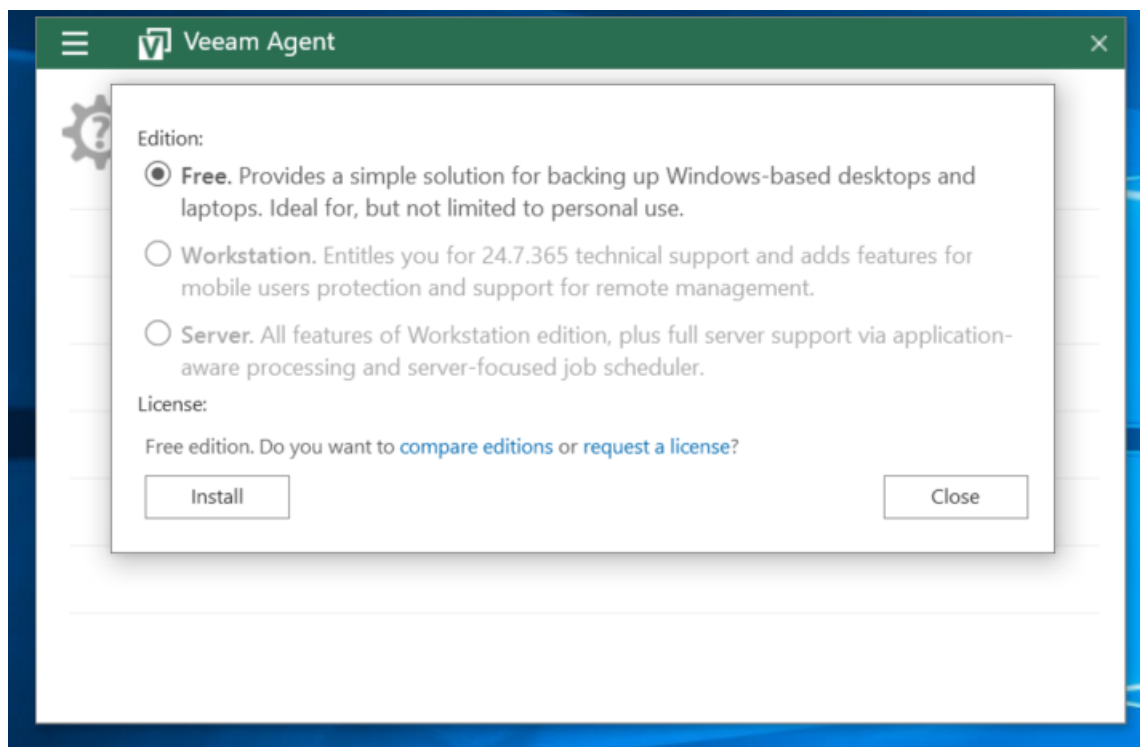 Veeam Agent
Edition:
Free. Provides a simple solution for backing up Windows-based desktops and
laptops. Ideal for, but not limited to personal use.
Workstation. Entitles you for 24.7.365 technical support and adds features for
mobile users protection and support for remote management.
Server. All features of Workstation edition, plus full server support via application-
aware processing and server-focused job scheduler.
License:
Free edition. Do you want to compare editions or request a license?
Install
Close